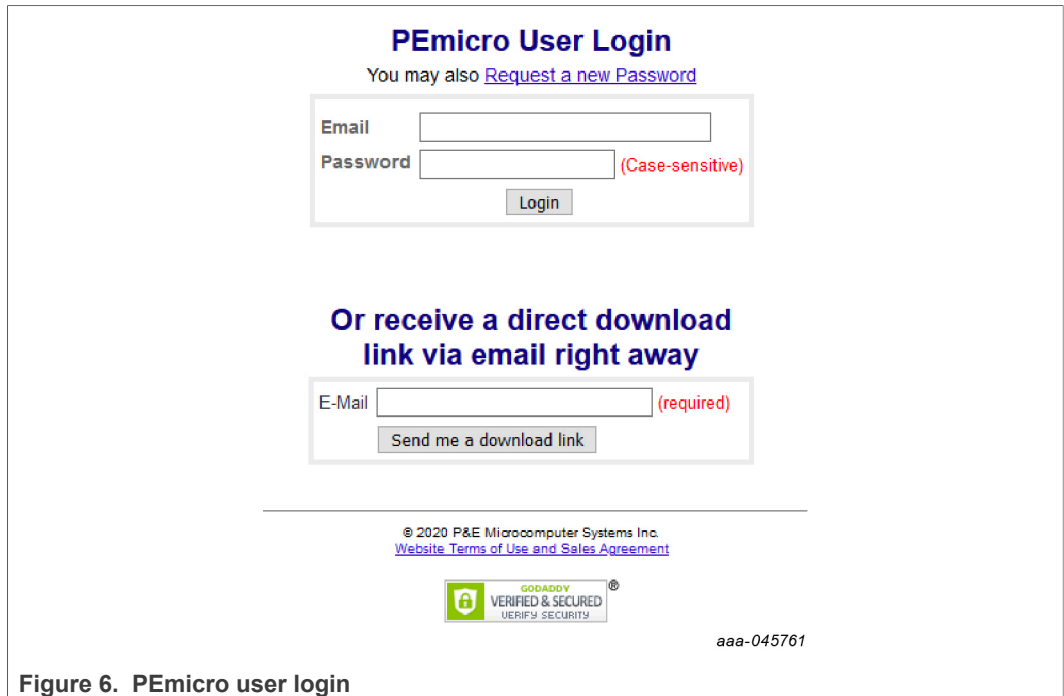 PEmicro User Login
You may also Request a new Password
Email
Password (Case-sensitive)
Login
Or receive a direct download
link via email right away
E-Mail (required)
Send me a download link
© 2020 P&E Microcomputer Systems Inc.
Website Terms of Use and Sales Agreement
GODADDY ®
VERIFIED & SECURED
VERIFY SECURITY
aaa-045761
Figure 6. PEmicro user login